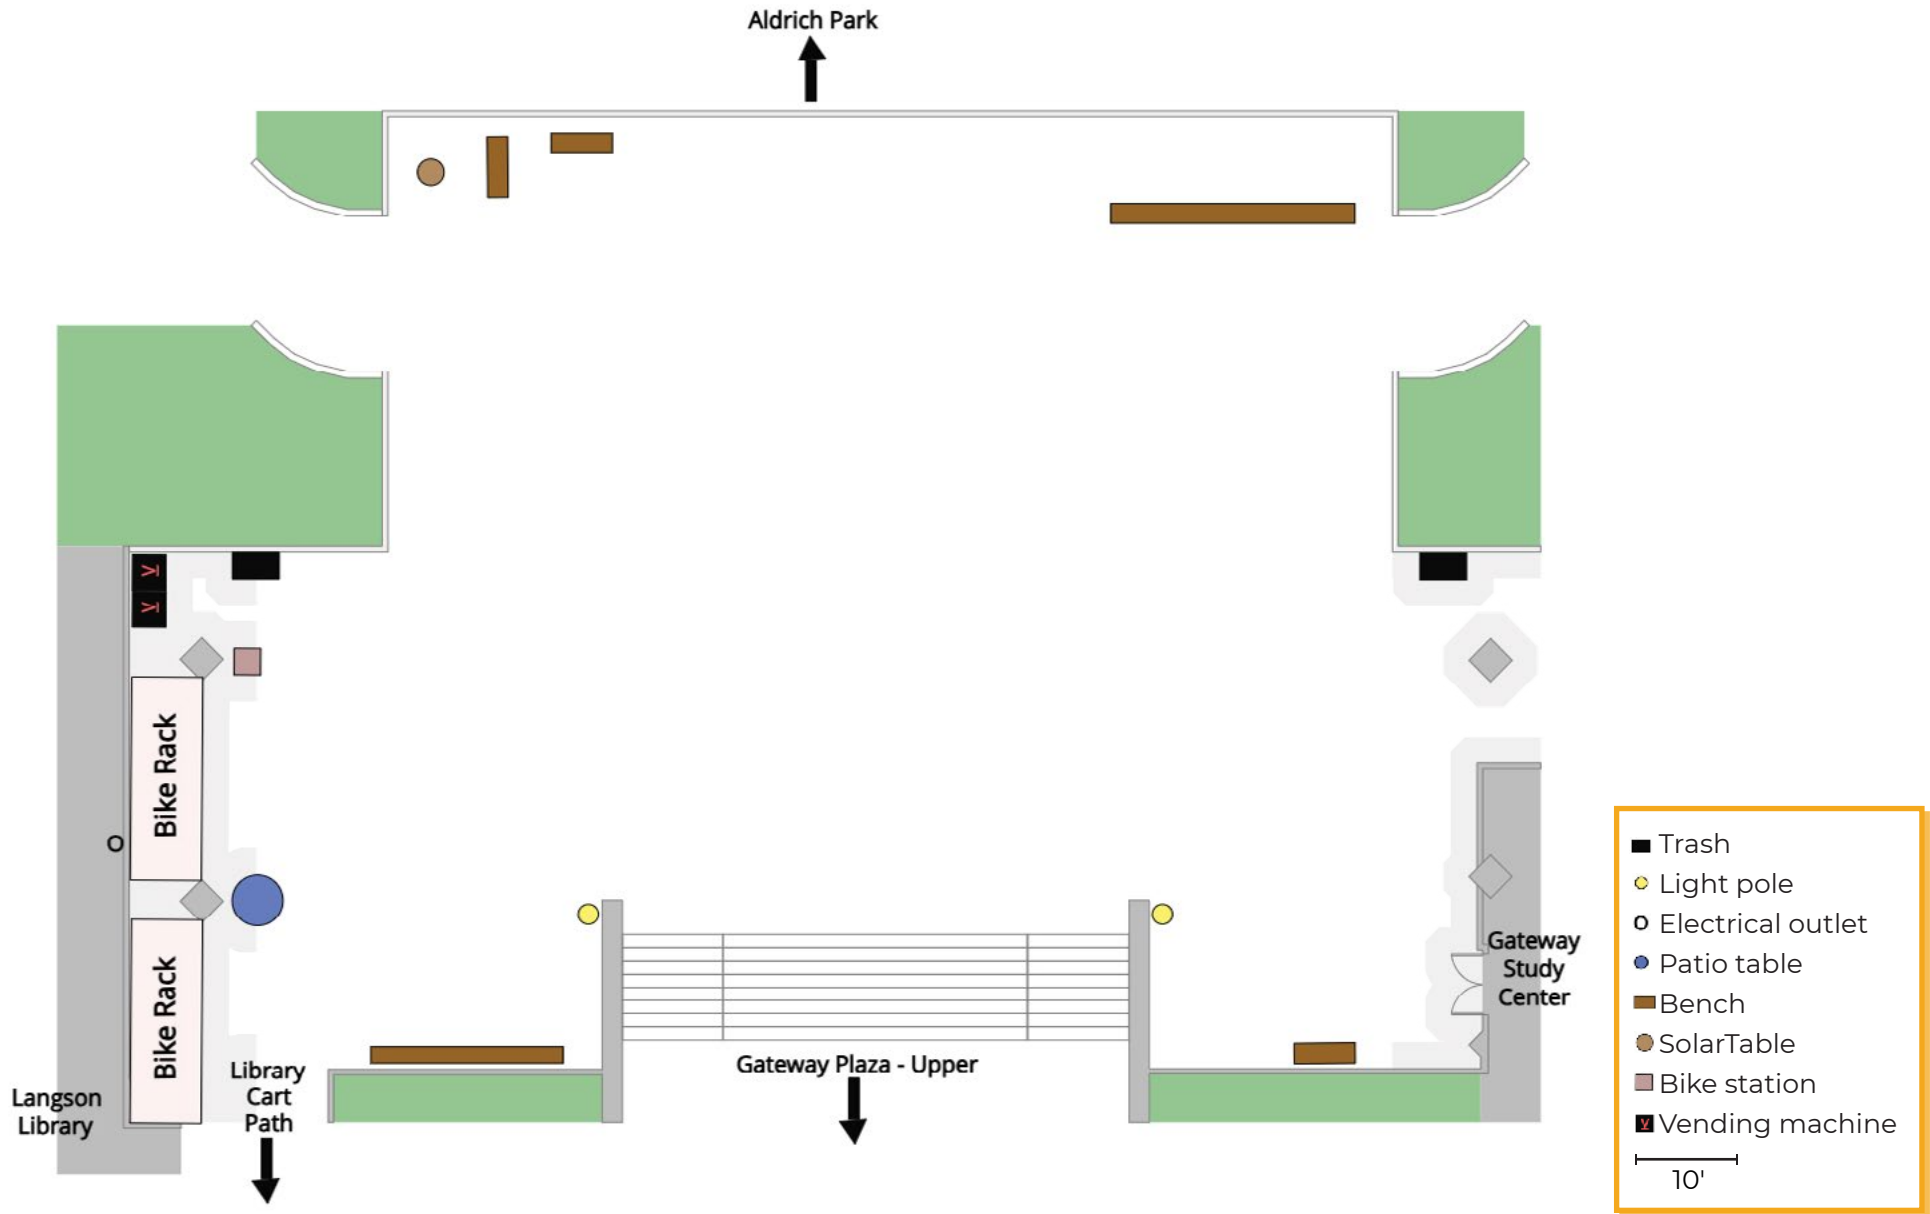 Aldrich Park
V
V
Bike Rack
Bike Rack
O
Langson
Library
Library
Cart
Path
Gateway Plaza - Upper
Gateway
Study
Center
Trash
Light pole
Electrical outlet
Patio table
Bench
SolarTable
Bike station
V
Vending machine
10'